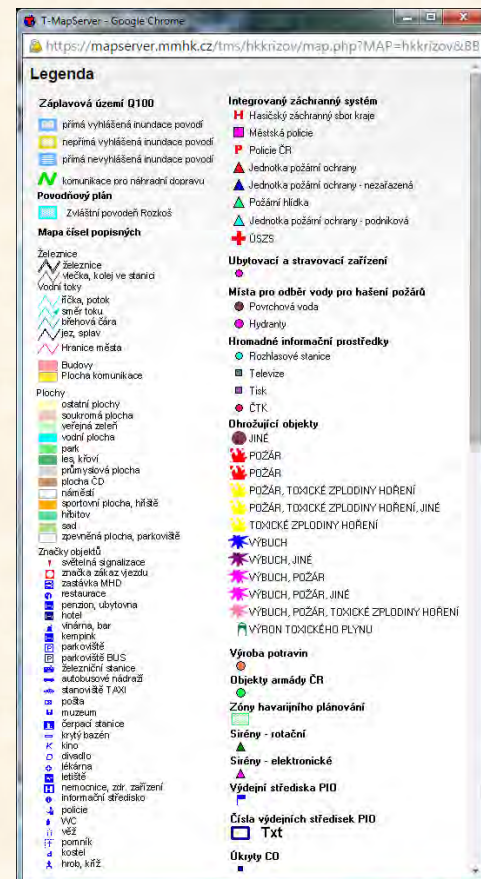 T-MapServer - Google Chrome
https://mapserver.mmhk.cz/tms/hkkrizov/map.php?MAP=hkkrizov&BB
Legenda
Záplavová území Q100
přímá vyhlášená inundace povodí
nepřímá vyhlášená inundace povodí
přímá nevyhlášená inundace povodí
komunikace pro náhradní dopravu
Povodňový plán
Zvláštní povodeň Rozkoš
Mapa čísel popisných
Železnice
železnice
vlečka, kolej ve stanici
Vodní toky
říčka, potok
směr toku
břehová čára
jez, splav
Hranice města
Budovy
Plocha komunikace
Plochy
ostatní plochy
soukromá plocha
veřejná zeleň
vodní plocha
park
les, křoví
průmyslová plocha
plocha ČD
náměstí
sportovní plocha, hřiště
hřbitov
sad
zpevněná plocha, parkoviště
Značky objektů
světelná signalizace
značka zákaz vjezdu
zastávka MHD
restaurace
penzion, ubytovna
hotel
vinárna, bar
kempink
P parkoviště
P parkoviště BUS
železniční stanice
autobusové nádraží
stanoviště TAXI
pošta
muzeum
čerpací stanice
krytý bazén
K kino
divadlo
lékárna
letiště
H nemocnice, zdr. zařízení
informační středisko
policie
WC
věž
pomník
kostel
hrob, kříž
Integrovaný záchranný systém
H Hasičský záchranný sbor kraje
Městská policie
P Policie ČR
Jednotka požární ochrany
Jednotka požární ochrany - nezařazená
Požární hlídka
Jednotka požární ochrany - podniková
ÚSZS
Ubytovací a stravovací zařízení
Místa pro odběr vody pro hašení požárů
Povrchová voda
Hydranty
Hromadné informační prostředky
Rozhlasové stanice
Televize
Tisk
ČTK
Ohrožující objekty
JINÉ
POŽÁR
POŽÁR
POŽÁR, TOXICKÉ ZPLODINY HOŘENÍ
POŽÁR, TOXICKÉ ZPLODINY HOŘENÍ, JINÉ
TOXICKÉ ZPLODINY HOŘENÍ
VÝBUCH
VÝBUCH, JINÉ
VÝBUCH, POŽÁR
VÝBUCH, POŽÁR, JINÉ
VÝBUCH, POŽÁR, TOXICKÉ ZPLODINY HOŘENÍ
VÝRON TOXICKÉHO PLYNU
Výroba potravin
Objekty armády ČR
Zóny havarijního plánování
Sirény - rotační
Sirény - elektronické
Výdejní střediska PIO
Čísla výdejních středisek PIO
Txt
Úkryty CO